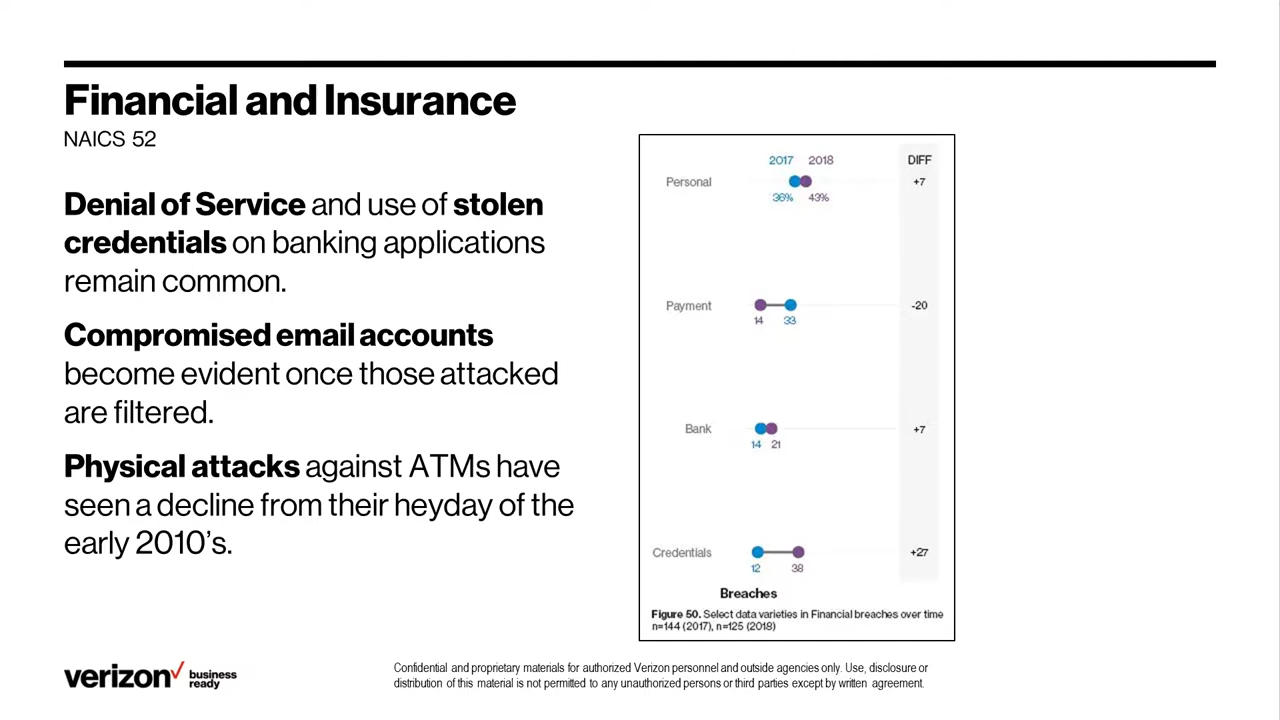 Financial and Insurance
NAICS 52
Denial of Service and use of stolen
credentials on banking applications
remain common.
Compromised email accounts
become evident once those attacked
are filtered.
Physical attacks against ATMs have
seen a decline from their heyday of the
early 2010's.
2017 2018 DIFF
Personal +7
36% 43%
Payment -20
14 33
Bank +7
14 21
Credentials +27
12 38
Breaches
Figure 50. Select data varieties in Financial breaches over time
n=144 (2017), n=125 (2018)
verizon✓ business
ready
Confidential and proprietary materials for authorized Verizon personnel and outside agencies only. Use, disclosure or
distribution of this material is not permitted to any unauthorized persons or third parties except by written agreement.